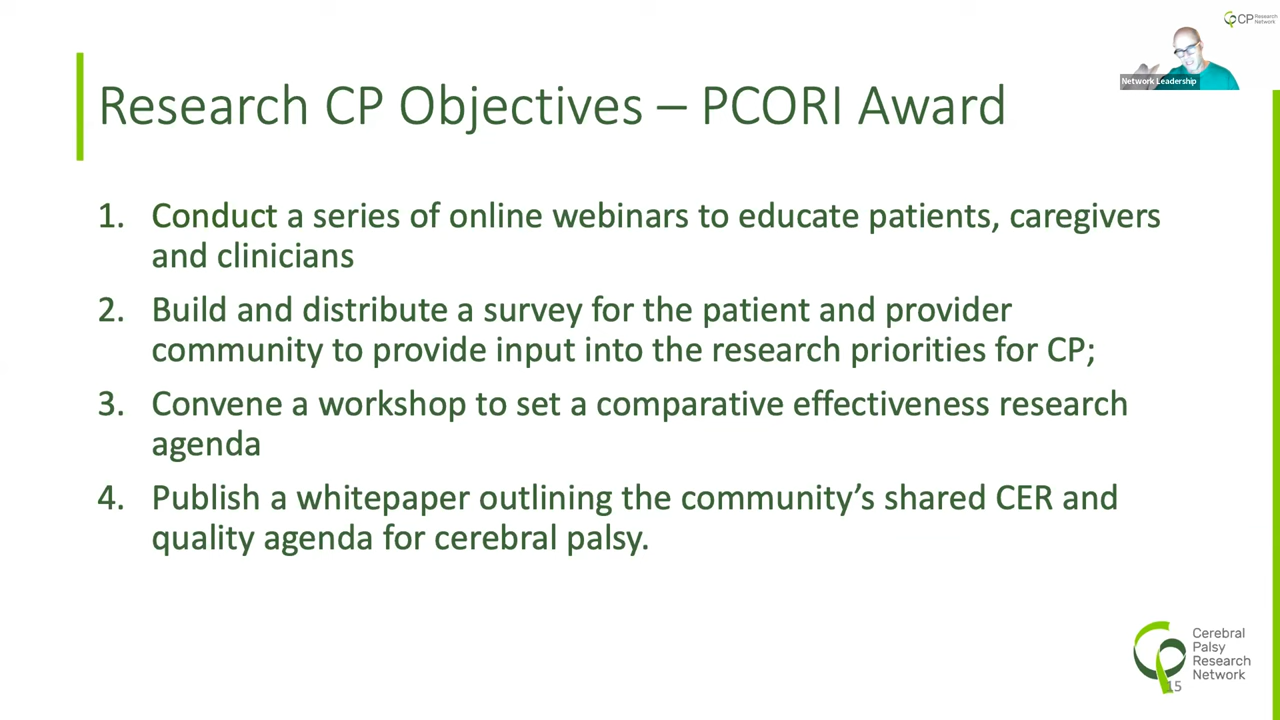 CP Research
Network
Network Leadership
Research CP Objectives – PCORI Award
1. Conduct a series of online webinars to educate patients, caregivers
and clinicians
2. Build and distribute a survey for the patient and provider
community to provide input into the research priorities for CP;
3. Convene a workshop to set a comparative effectiveness research
agenda
4. Publish a whitepaper outlining the community’s shared CER and
quality agenda for cerebral palsy.
Cerebral
Palsy
Research
Network
15